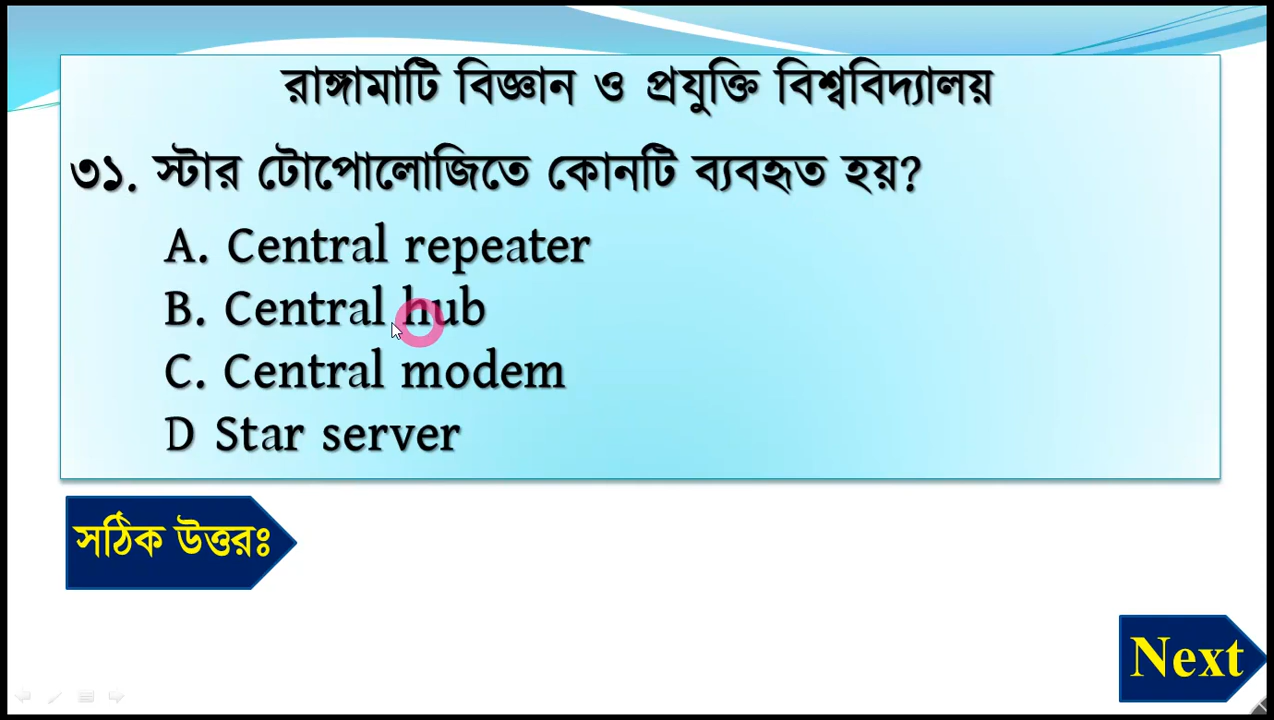 রাঙ্গামাটি বিজ্ঞান ও প্রযুক্তি বিশ্ববিদ্যালয়
৩১. স্টার টোপোলোজিতে কোনটি ব্যবহৃত হয়?
A. Central repeater
B. Central hub
C. Central modem
D Star server
সঠিক উত্তরঃ
Next